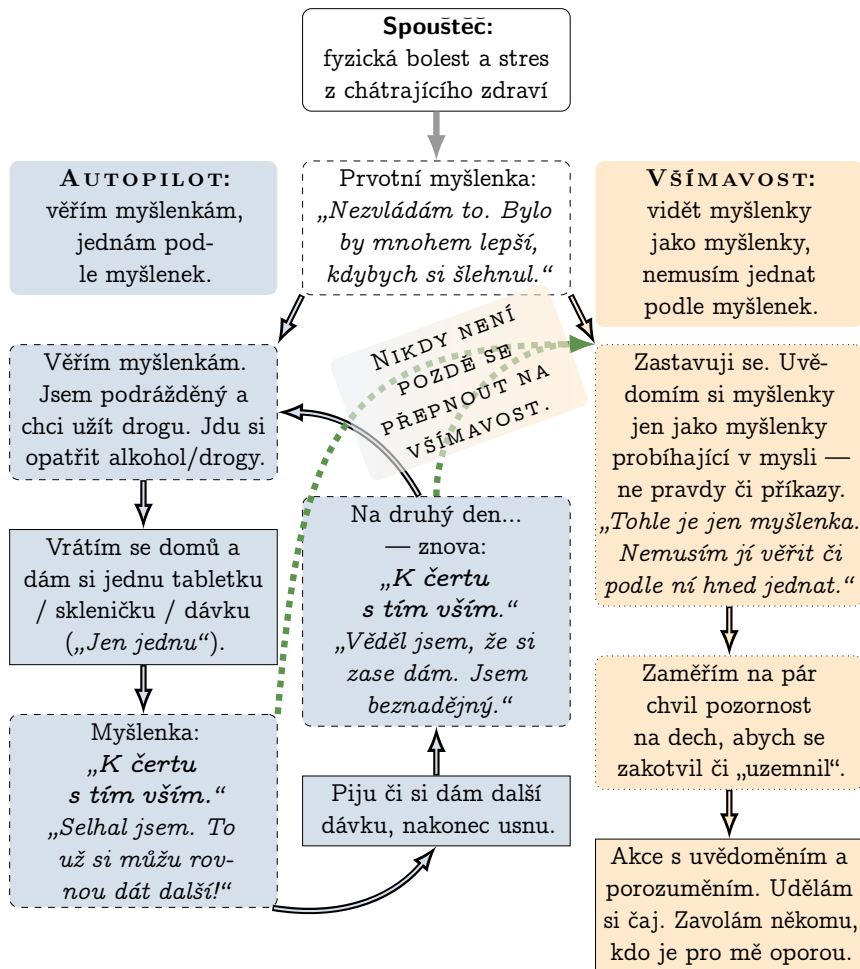 Spouštěč:
fyzická bolest a stres
z chátrajícího zdraví
AUTOPILOT:
věřím myšlenkám,
jednám pod-
le myšlenek.
Prvotní myšlenka:
„Nezvládám to. Bylo
by mnohem lepší,
kdybych si šlehnul.“
VŠÍMAVOST:
vidět myšlenky
jako myšlenky,
nemusím jednat
podle myšlenek.
NIKDY NENÍ
POZDĚ SE
PŘEPNOUT NA
VŠÍMAVOST.
Věřím myšlenkám.
Jsem podrážděný a
chci užít drogu. Jdu si
opatřit alkohol/drogy.
Vrátím se domů a
dám si jednu tabletku
/ skleničku / dávku
(„Jen jednu“).
Myšlenka:
„K čertu
s tím vším.“
„Selhal jsem. To
už si můžu rov-
nou dát další!“
Na druhý den...
— znova:
„K čertu
s tím vším.“
„Věděl jsem, že si
zase dám. Jsem
beznadějný.“
Piju či si dám další
dávku, nakonec usnu.
Zastavuji se. Uvě-
domím si myšlenky
jen jako myšlenky
probíhající v mysli —
ne pravdy či příkazy.
„Tohle je jen myšlenka.
Nemusím jí věřit či
podle ní hned jednat.“
Zaměřím na pár
chvil pozornost
na dech, abych se
zakotvil či „uzemnil“.
Akce s uvědoměním a
porozuměním. Udělám
si čaj. Zavolám někomu,
kdo je pro mě oporou.